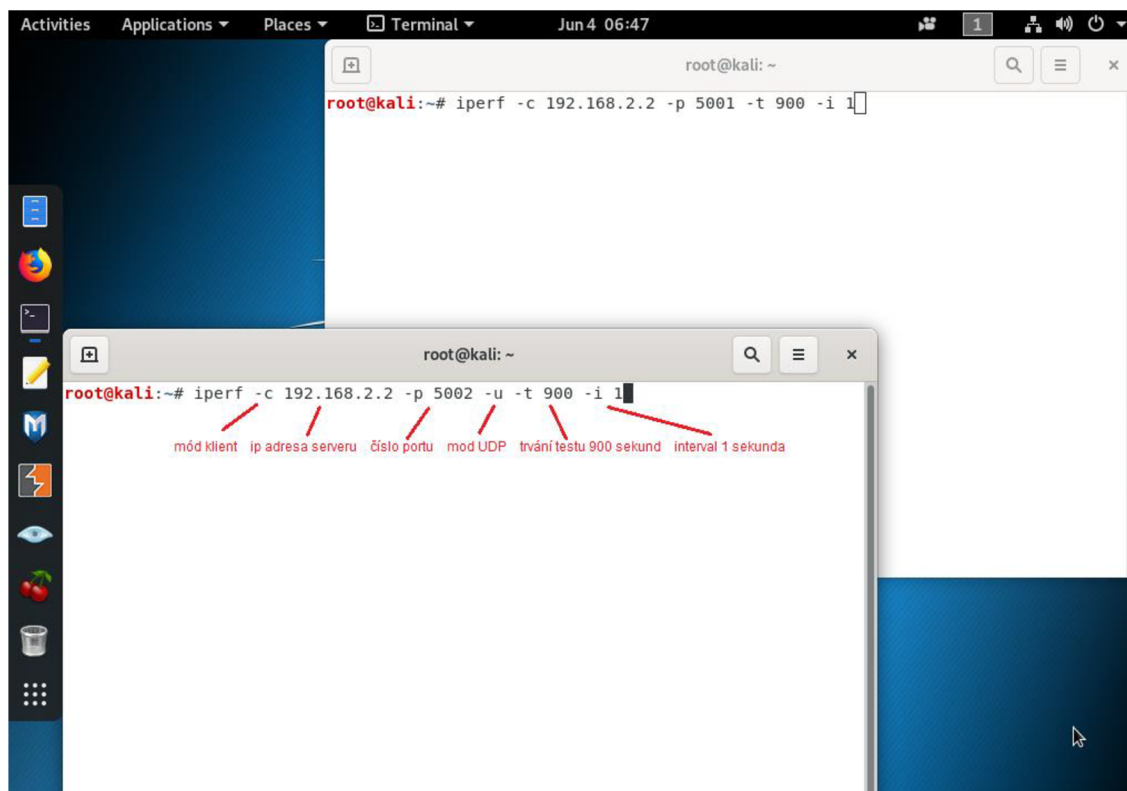 Activities Applications Places Terminal Jun 4 06:47 1
root@kali: ~
root@kali:~# iperf -c 192.168.2.2 -p 5001 -t 900 -i 1
root@kali: ~
root@kali:~# iperf -c 192.168.2.2 -p 5002 -u -t 900 -i 1
mód klient ip adresa serveru číslo portu mod UDP trvání testu 900 sekund interval 1 sekunda